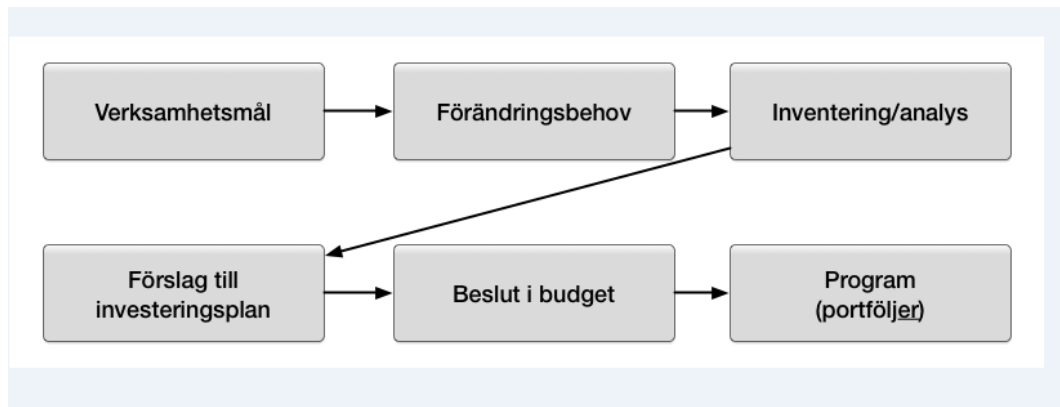 Verksamhetsmål
Förändringsbehov
Inventering/analys
Förslag till
investeringsplan
Beslut i budget
Program
(portföljer)